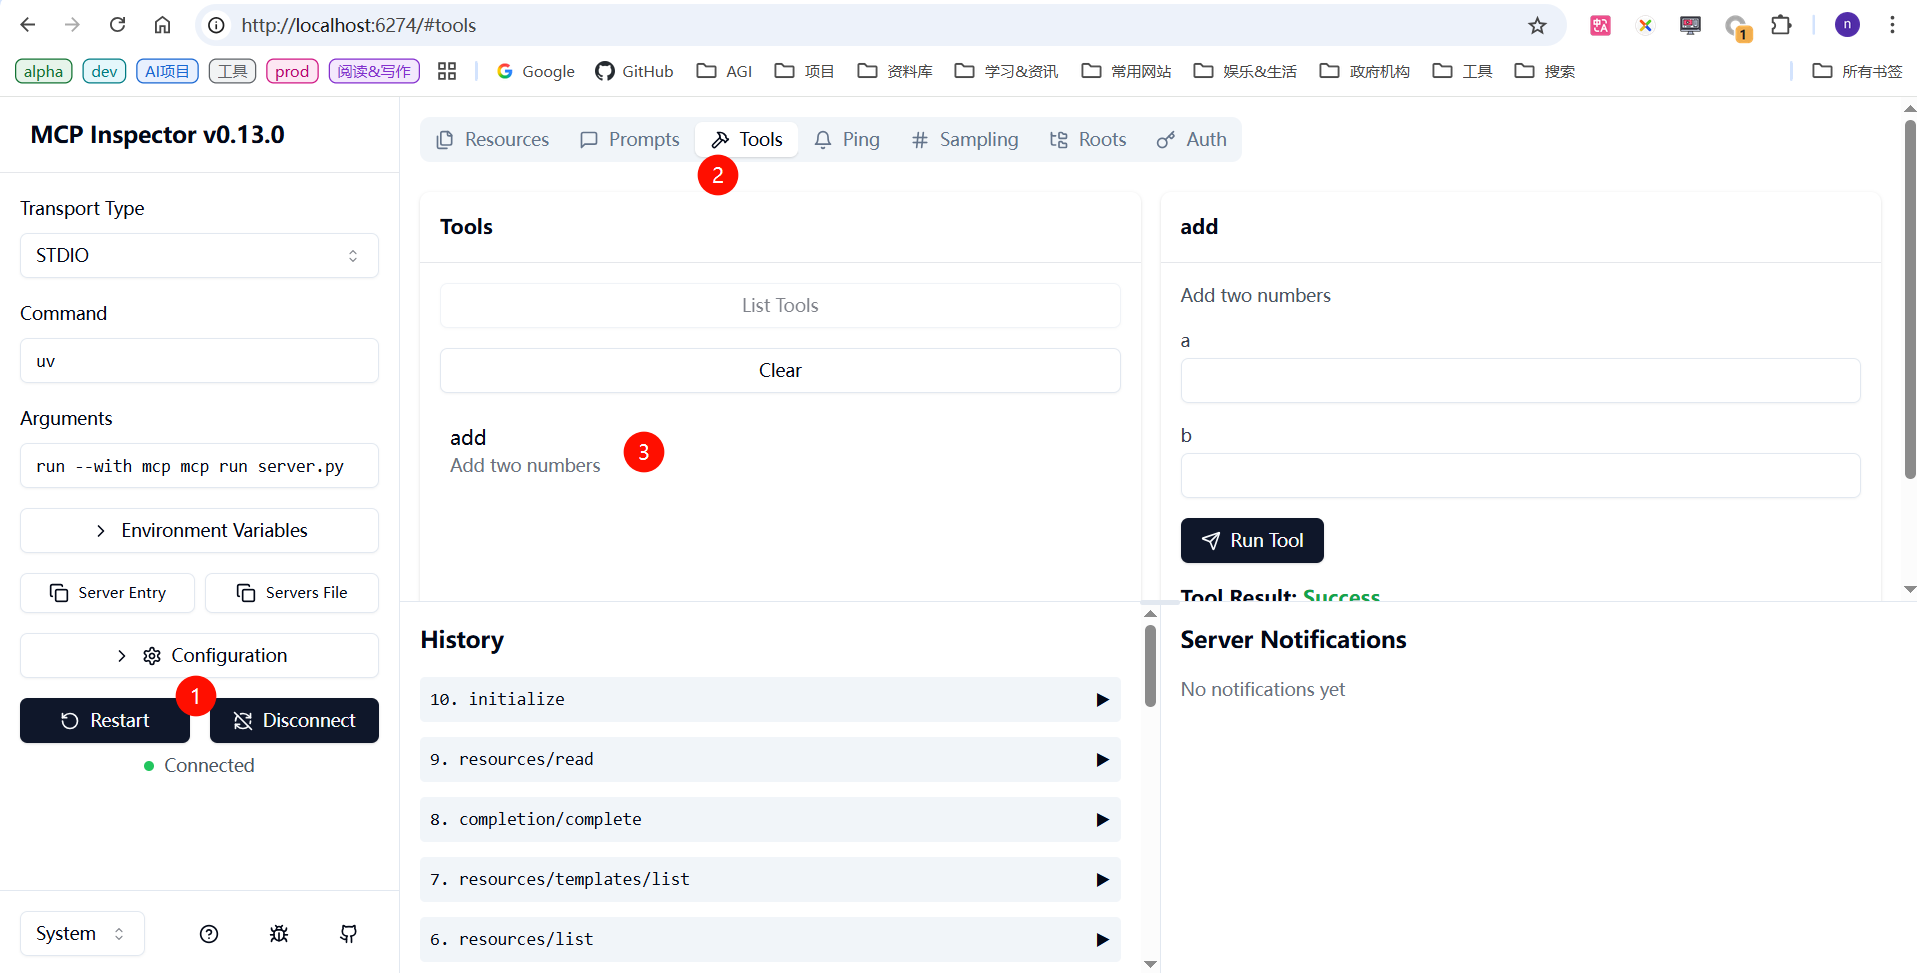 http://localhost:6274/#tools
中 A
1
n
alpha dev AI项目 工具 prod 阅读&写作 Google GitHub AGI 项目 资料库 学习&资讯 常用网站 娱乐&生活 政府机构 工具 搜索 所有书签
MCP Inspector v0.13.0
Transport Type
STDIO
Command
uv
Arguments
run --with mcp mcp run server.py
Environment Variables
Server Entry Servers File
Configuration
1
Restart Disconnect
Connected
System
Resources Prompts Tools Ping Sampling Roots Auth
2
Tools
List Tools
Clear
add
Add two numbers
3
add
Add two numbers
a
b
Run Tool
Tool Result: Success
History
10. initialize
9. resources/read
8. completion/complete
7. resources/templates/list
6. resources/list
Server Notifications
No notifications yet